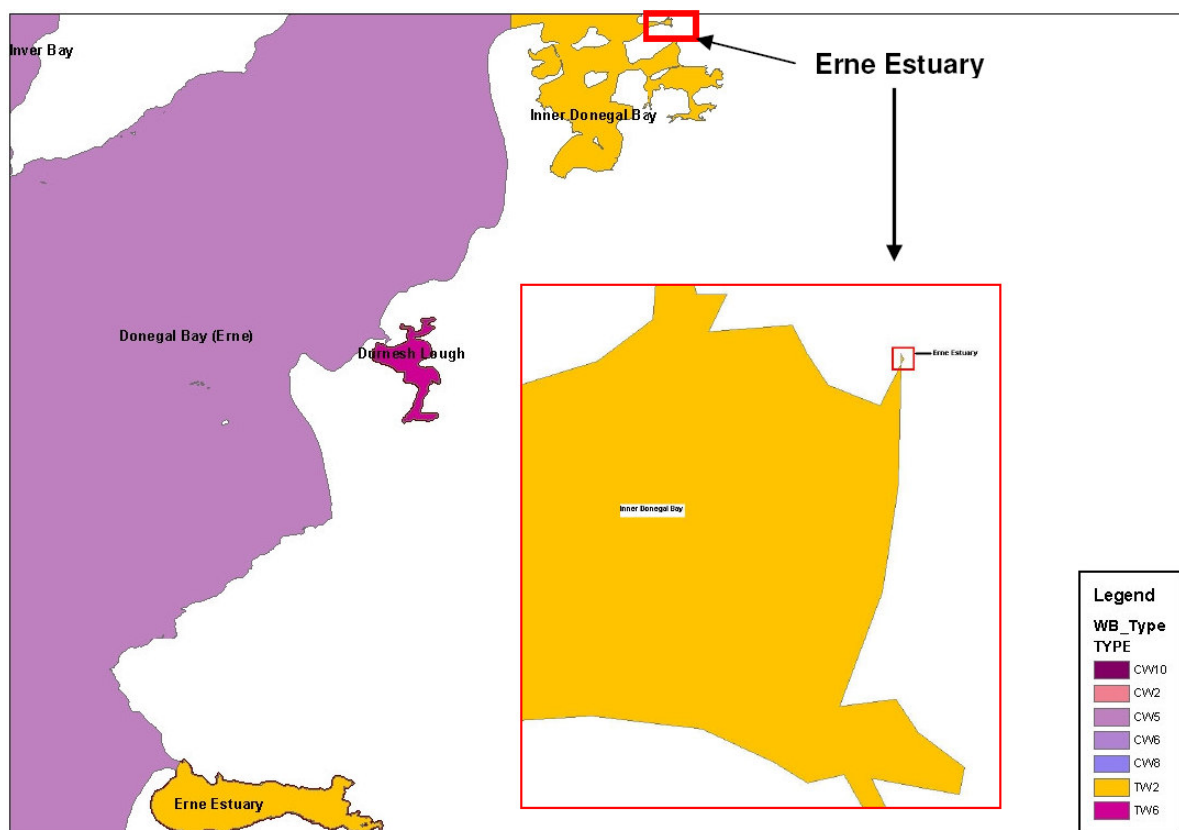 Inver Bay
Erne Estuary
Inner Donegal Bay
Donegal Bay (Erne)
Durnesh Lough
Erne Estuary
Inner Donegal Bay
Erne Estuary
Legend
WB_Type
TYPE
CW10
CW2
CW5
CW6
CW8
TW2
TW6